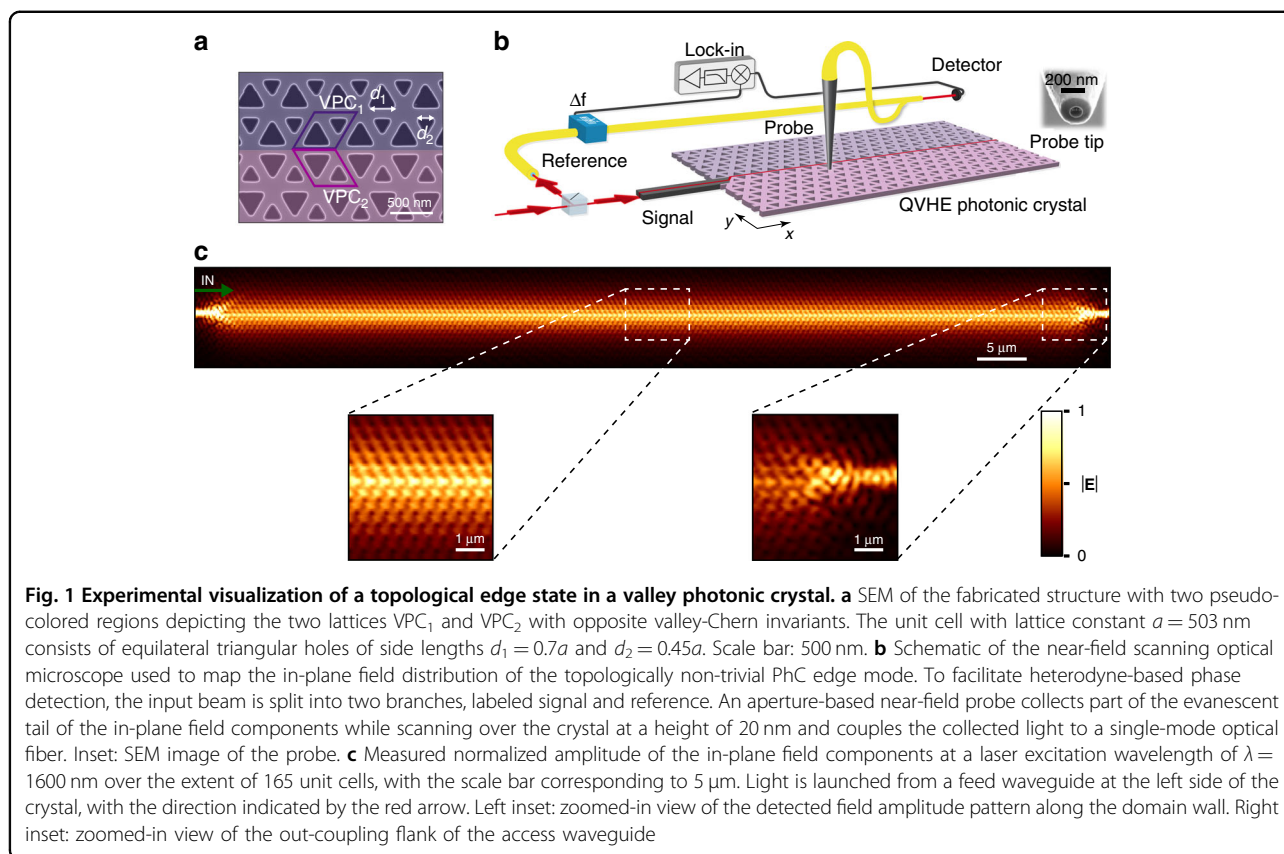 a
VPC₁
d₁
d₂
VPC₂
500 nm
b
Lock-in
Δf
Detector
200 nm
Probe
Probe tip
Reference
Signal
QVHE photonic crystal
y
x
c
IN
5 μm
1 μm
1 μm
1
|E|
0
Fig. 1 Experimental visualization of a topological edge state in a valley photonic crystal. a SEM of the fabricated structure with two pseudo-
colored regions depicting the two lattices VPC₁ and VPC₂ with opposite valley-Chern invariants. The unit cell with lattice constant a = 503 nm
consists of equilateral triangular holes of side lengths d₁ = 0.7a and d₂ = 0.45a. Scale bar: 500 nm. b Schematic of the near-field scanning optical
microscope used to map the in-plane field distribution of the topologically non-trivial PhC edge mode. To facilitate heterodyne-based phase
detection, the input beam is split into two branches, labeled signal and reference. An aperture-based near-field probe collects part of the evanescent
tail of the in-plane field components while scanning over the crystal at a height of 20 nm and couples the collected light to a single-mode optical
fiber. Inset: SEM image of the probe. c Measured normalized amplitude of the in-plane field components at a laser excitation wavelength of λ =
1600 nm over the extent of 165 unit cells, with the scale bar corresponding to 5 μm. Light is launched from a feed waveguide at the left side of the
crystal, with the direction indicated by the red arrow. Left inset: zoomed-in view of the detected field amplitude pattern along the domain wall. Right
inset: zoomed-in view of the out-coupling flank of the access waveguide